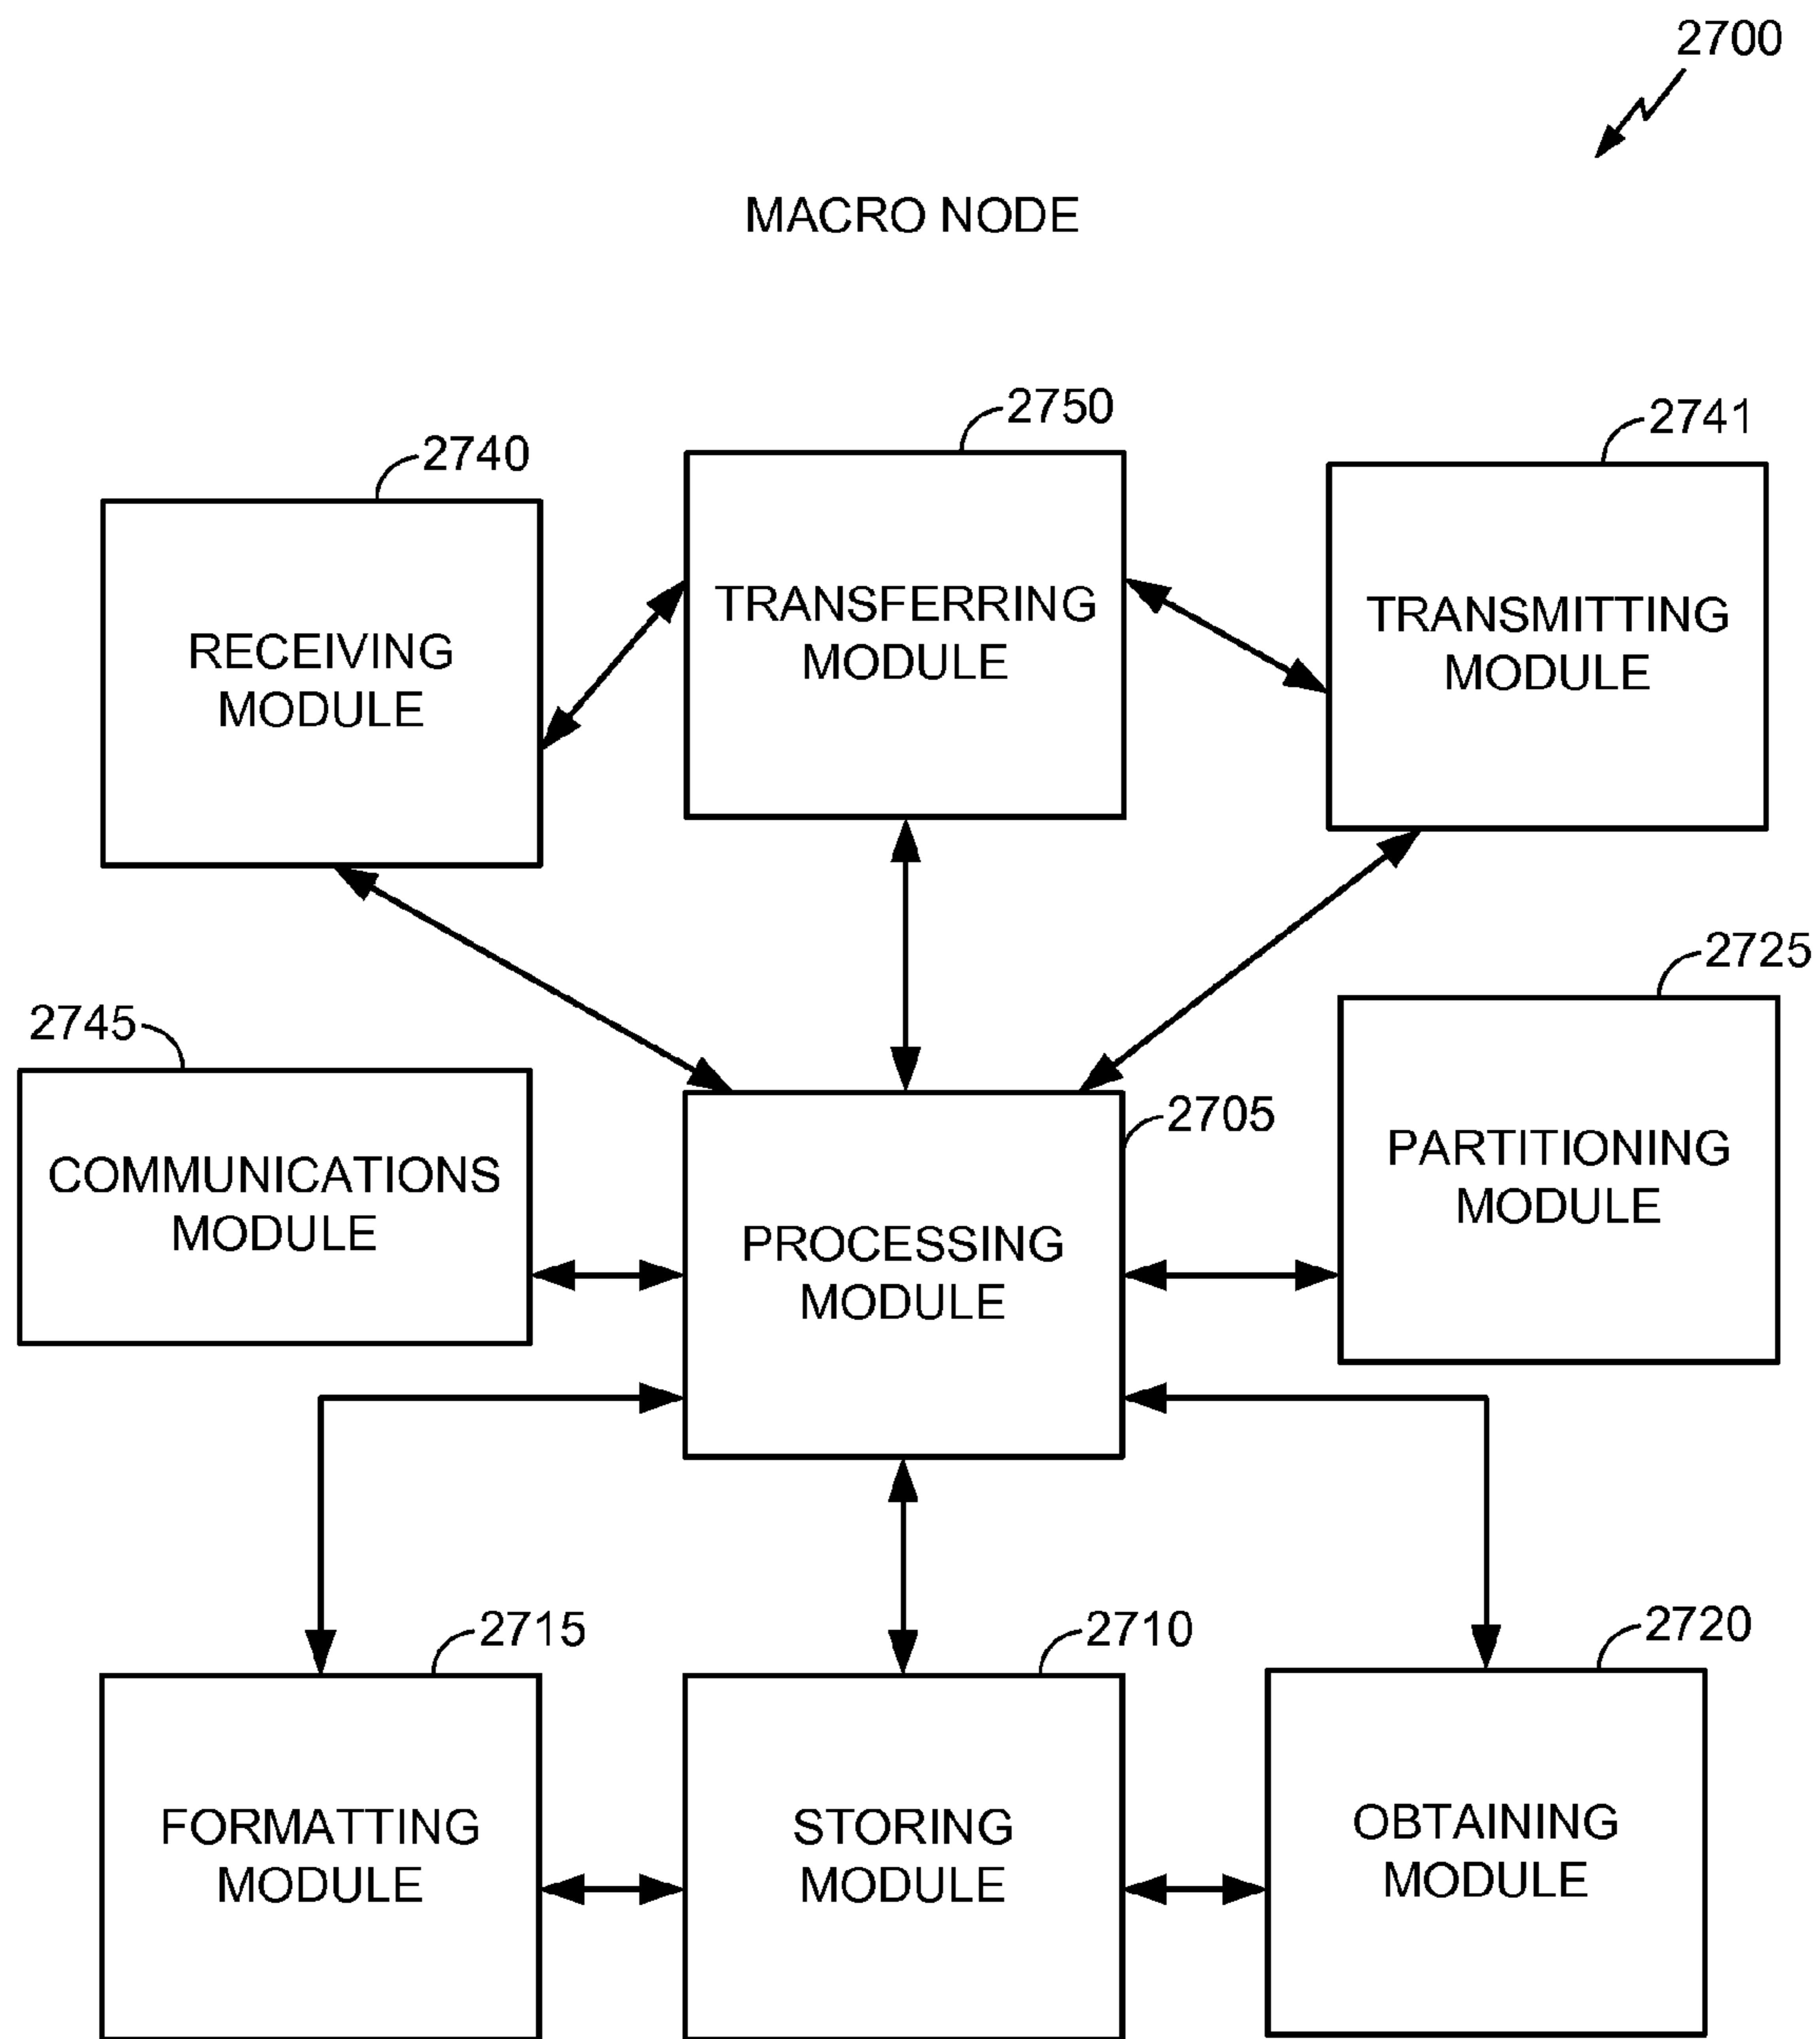 2700
MACRO NODE
2740
2750
2741
RECEIVING
MODULE
TRANSFERRING
MODULE
TRANSMITTING
MODULE
2745
2705
2725
COMMUNICATIONS
MODULE
PROCESSING
MODULE
PARTITIONING
MODULE
2715
2710
2720
FORMATTING
MODULE
STORING
MODULE
OBTAINING
MODULE